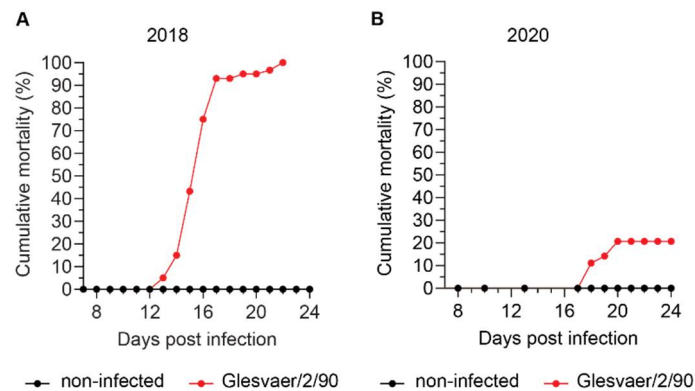 A
2018
Cumulative mortality (%)
100
90
80
70
60
50
40
30
20
10
0
8 12 16 20 24
Days post infection
non-infected Glesvaer/2/90
B
2020
Cumulative mortality (%)
100
90
80
70
60
50
40
30
20
10
0
8 12 16 20 24
Days post infection
non-infected Glesvaer/2/90